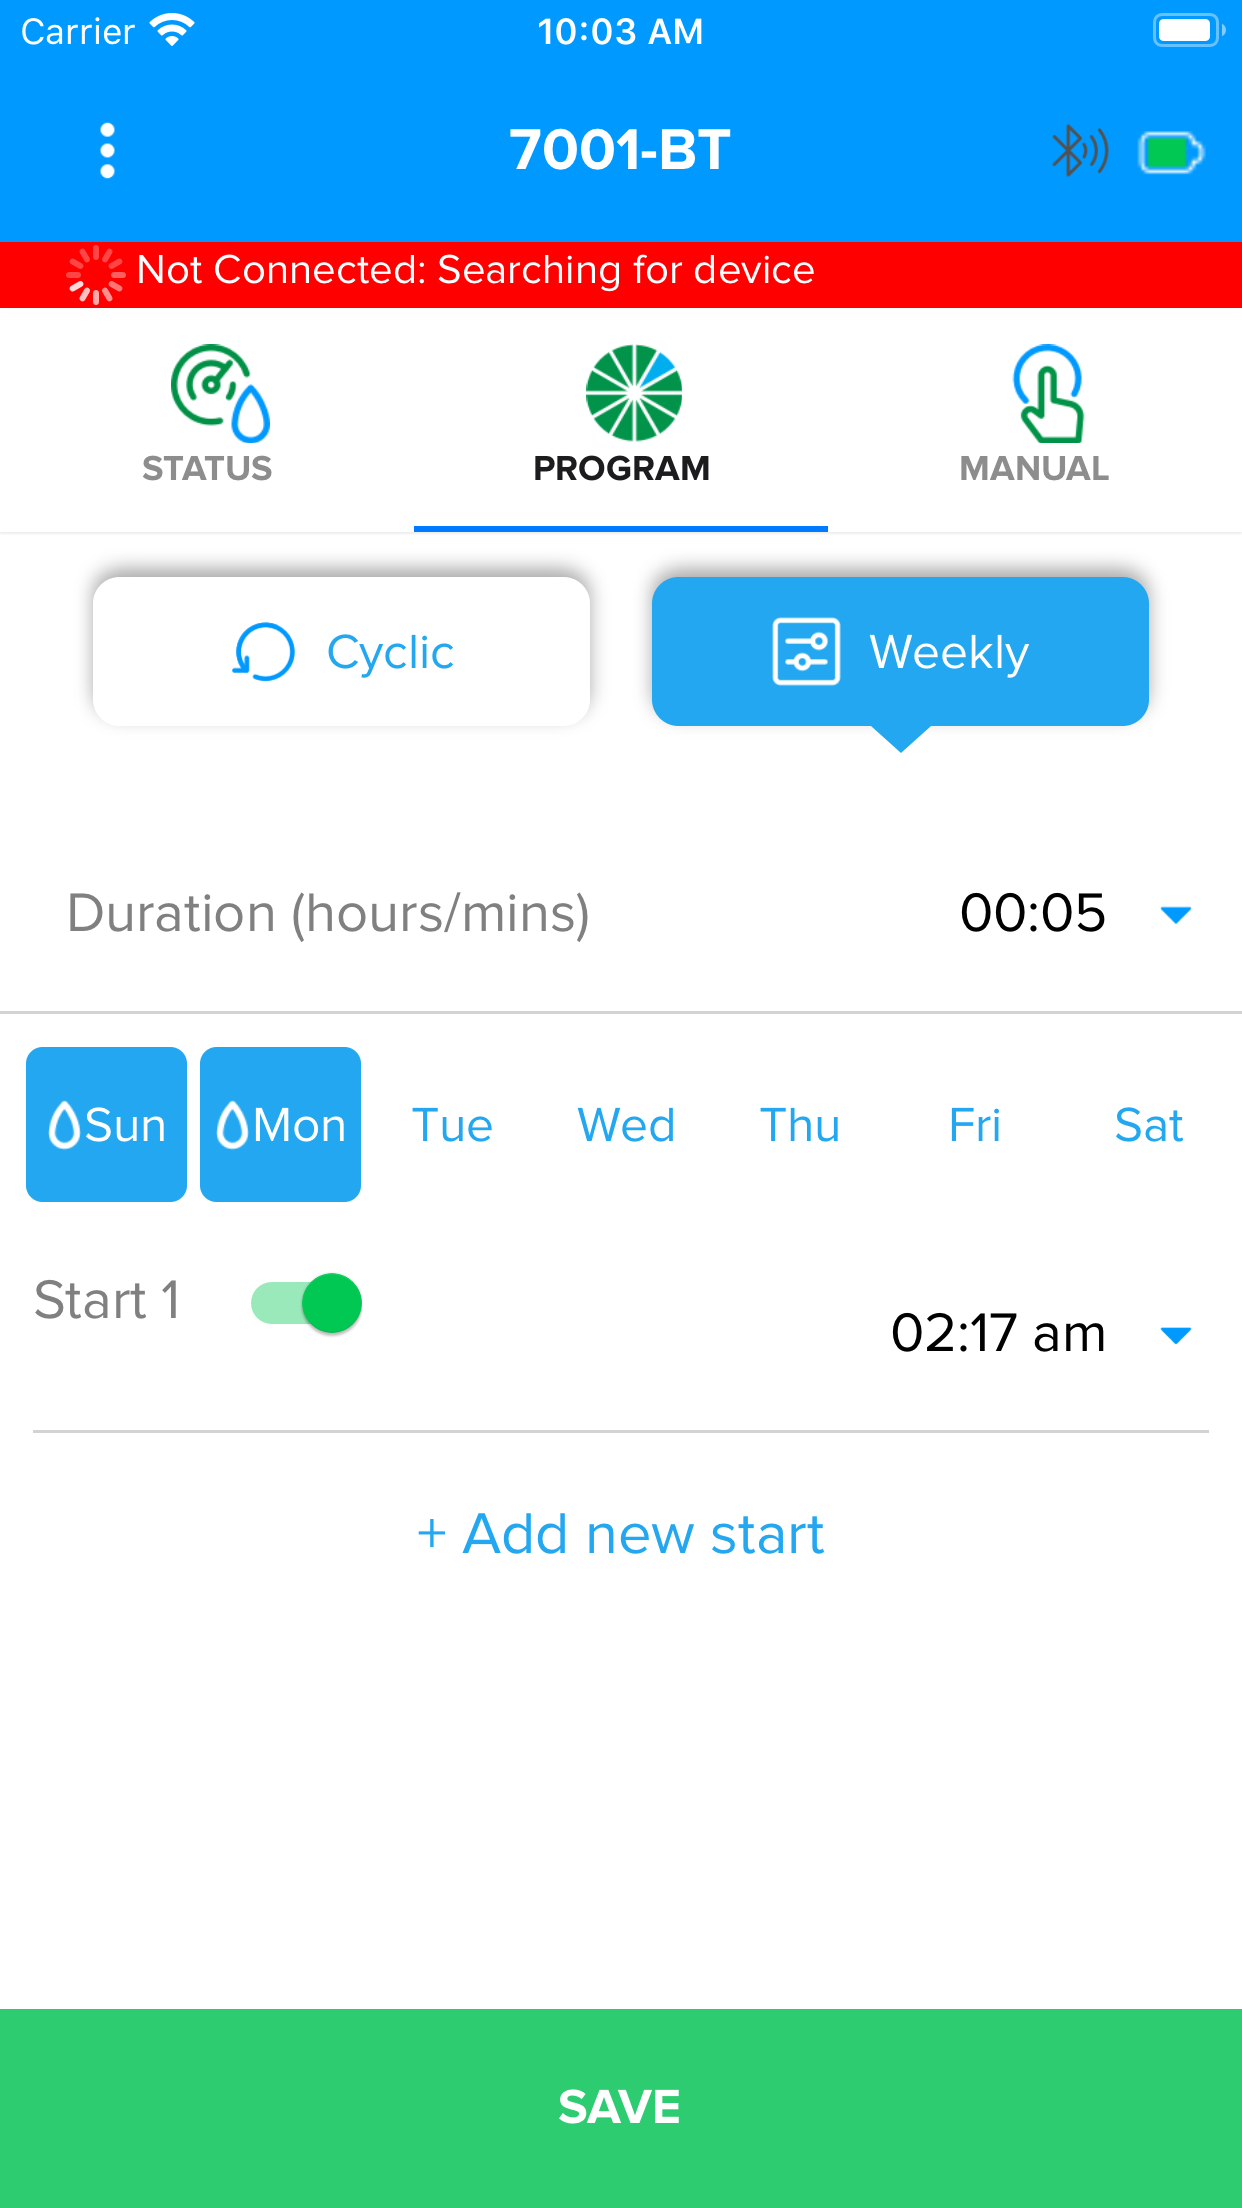 Carrier 10:03 AM
7001-BT
Not Connected: Searching for device
STATUS PROGRAM MANUAL
Cyclic Weekly
Duration (hours/mins) 00:05
Sun Mon Tue Wed Thu Fri Sat
Start 1
02:17 am
+ Add new start
SAVE